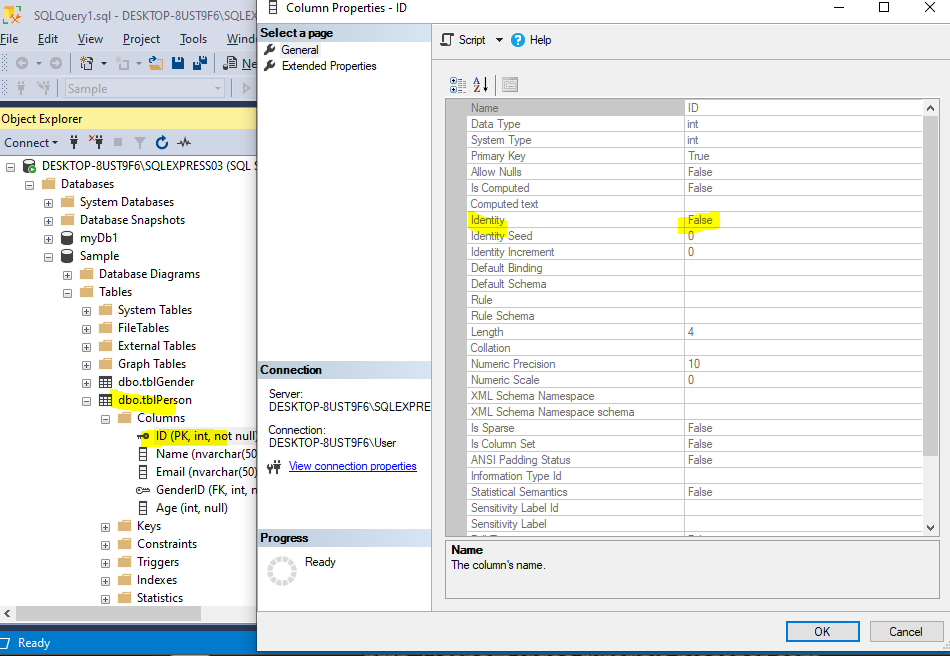 SQLQuery1.sql - DESKTOP-8UST9F6\SQLEX
File Edit View Project Tools Wind
Ne
Sample
Object Explorer
Connect
DESKTOP-8UST9F6\SQLEXPRESS03 (SQL S
Databases
System Databases
Database Snapshots
myDb1
Sample
Database Diagrams
Tables
System Tables
FileTables
External Tables
Graph Tables
dbo.tblGender
dbo.tblPerson
Columns
ID (PK, int, not null)
Name (nvarchar(50
Email (nvarchar(50)
GenderID (FK, int, n
Age (int, null)
Keys
Constraints
Triggers
Indexes
Statistics
Ready
Column Properties - ID
Select a page
General
Extended Properties
Connection
Server:
DESKTOP-8UST9F6\SQLEXPRE
Connection:
DESKTOP-8UST9F6\User
View connection properties
Progress
Ready
Script Help
Name ID
Data Type int
System Type int
Primary Key True
Allow Nulls False
Is Computed False
Computed text
Identity False
Identity Seed 0
Identity Increment 0
Default Binding
Default Schema
Rule
Rule Schema
Length 4
Collation
Numeric Precision 10
Numeric Scale 0
XML Schema Namespace
XML Schema Namespace schema
Is Sparse False
Is Column Set False
ANSI Padding Status False
Information Type Id
Statistical Semantics False
Sensitivity Label Id
Sensitivity Label
Name
The column's name.
OK Cancel